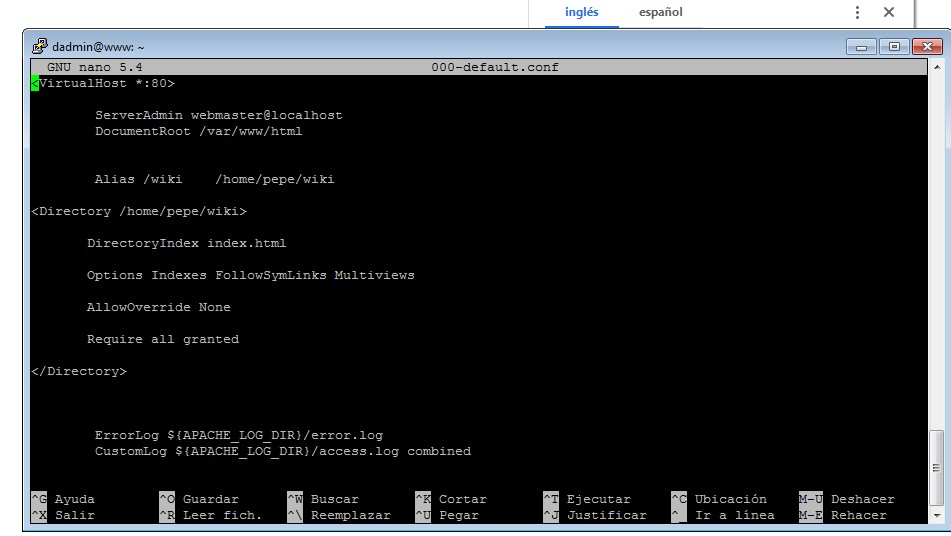 inglés español
dadmin@www: ~
GNU nano 5.4 000-default.conf
<VirtualHost *:80>
ServerAdmin webmaster@localhost
DocumentRoot /var/www/html
Alias /wiki /home/pepe/wiki
<Directory /home/pepe/wiki>
DirectoryIndex index.html
Options Indexes FollowSymLinks Multiviews
AllowOverride None
Require all granted
</Directory>
ErrorLog ${APACHE_LOG_DIR}/error.log
CustomLog ${APACHE_LOG_DIR}/access.log combined
^G Ayuda ^O Guardar ^W Buscar ^K Cortar ^T Ejecutar ^C Ubicación M-U Deshacer
^X Salir ^R Leer fich. ^\ Reemplazar ^U Pegar ^J Justificar ^_ Ir a línea M-E Rehacer